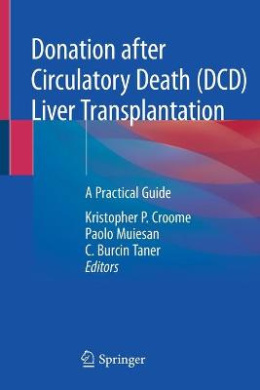 Donation after
Circulatory Death (DCD)
Liver Transplantation
A Practical Guide
Kristopher P. Croome
Paolo Muiesan
C. Burcin Taner
Editors
Springer